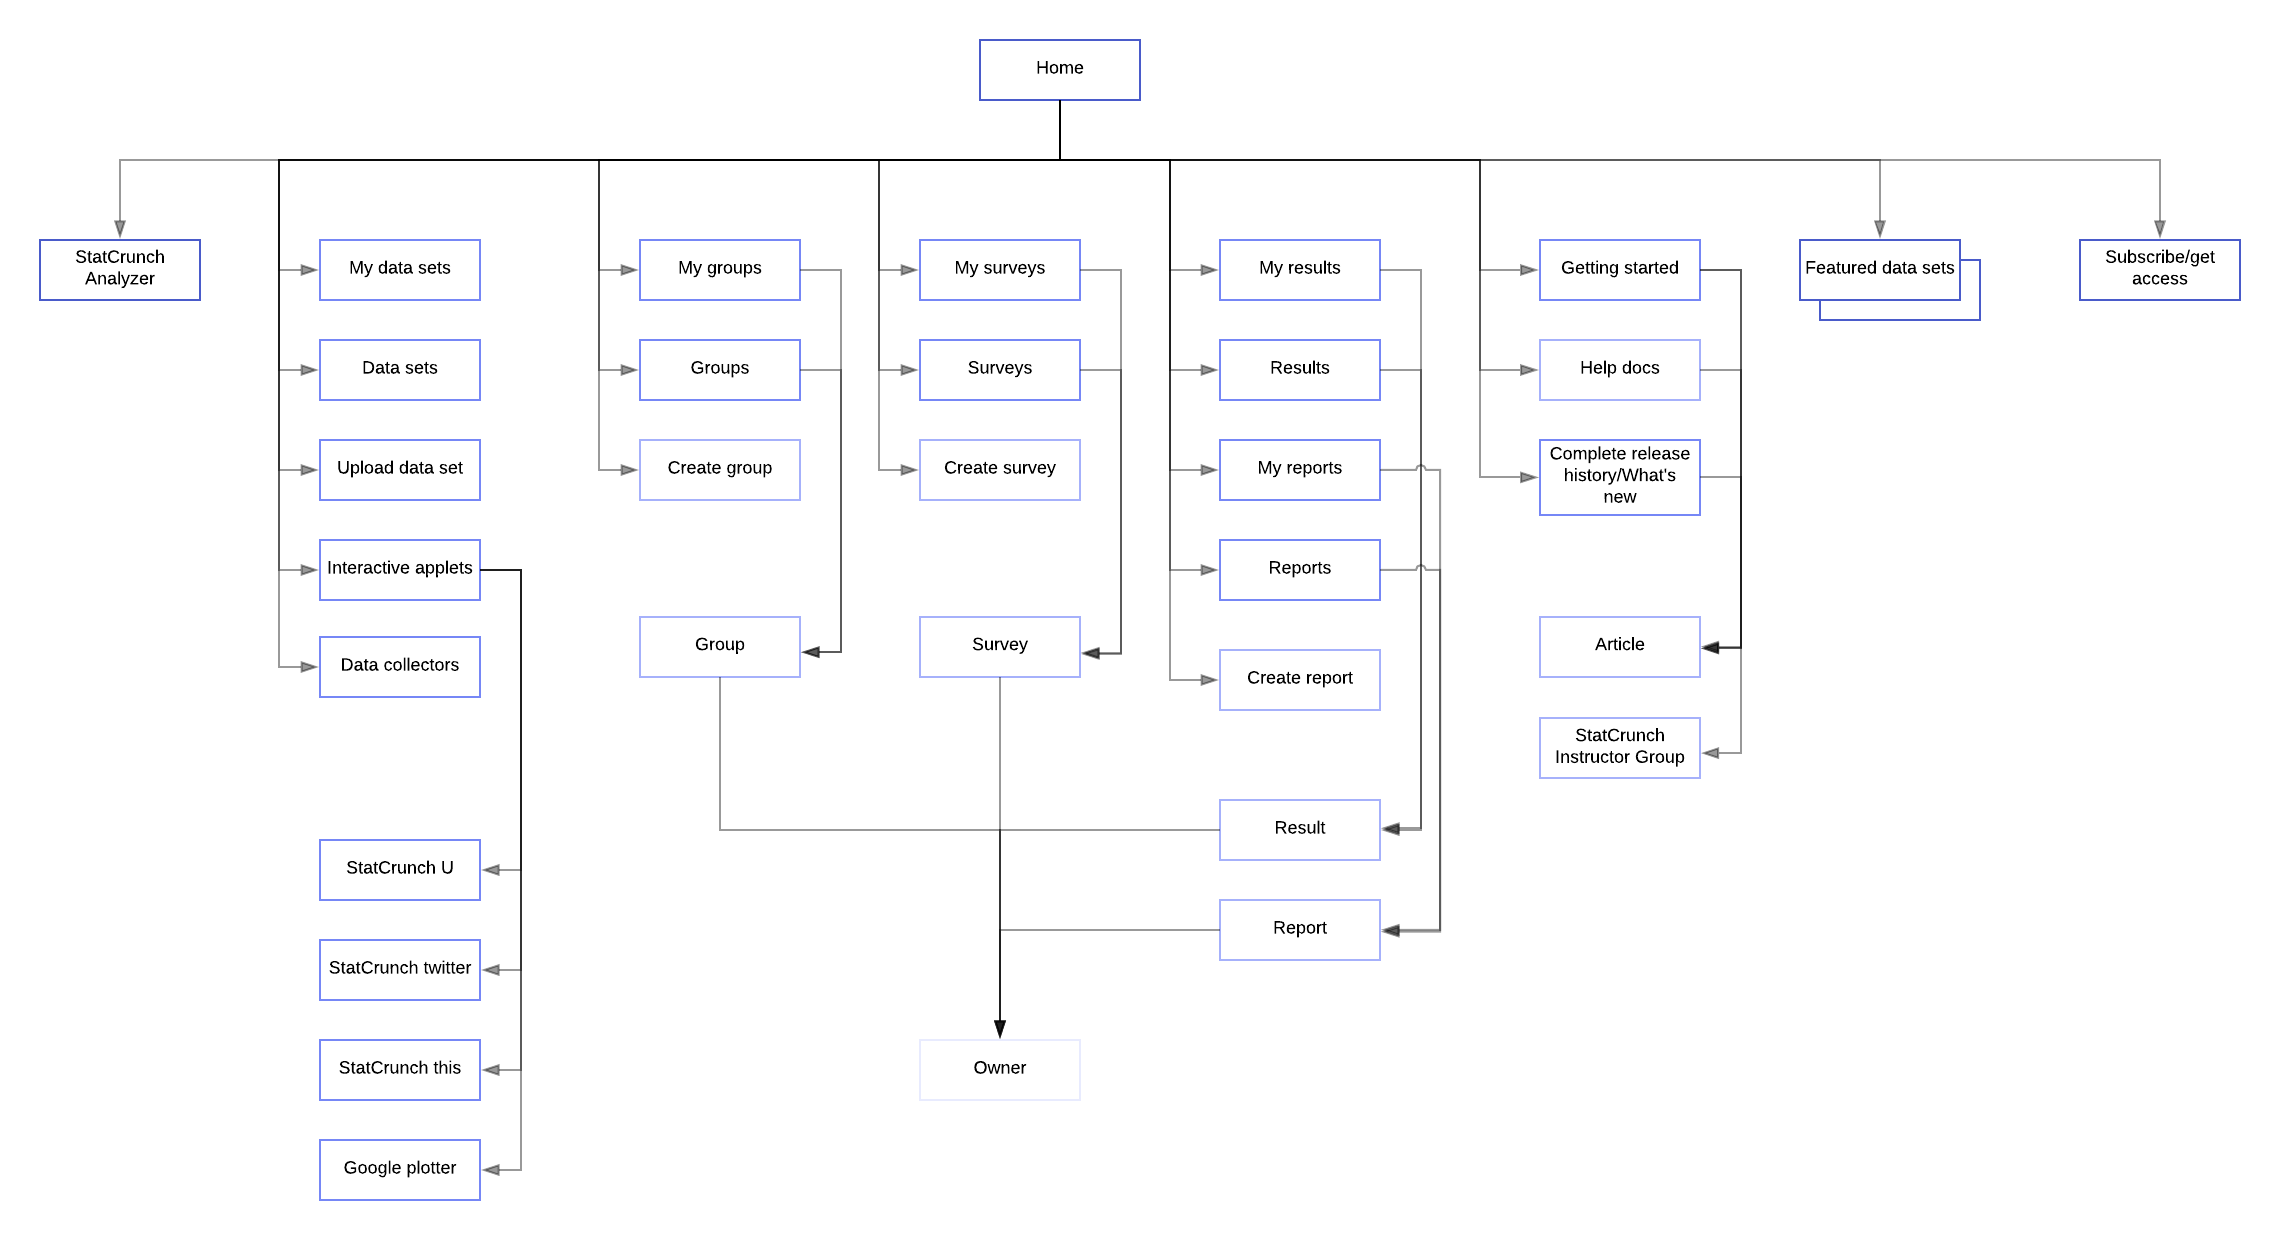 Home
StatCrunch
Analyzer
My data sets
Data sets
Upload data set
Interactive applets
Data collectors
StatCrunch U
StatCrunch twitter
StatCrunch this
Google plotter
My groups
Groups
Create group
Group
My surveys
Surveys
Create survey
Survey
Owner
My results
Results
My reports
Reports
Create report
Result
Report
Getting started
Help docs
Complete release
history/What's
new
Article
StatCrunch
Instructor Group
Featured data sets
Subscribe/get
access